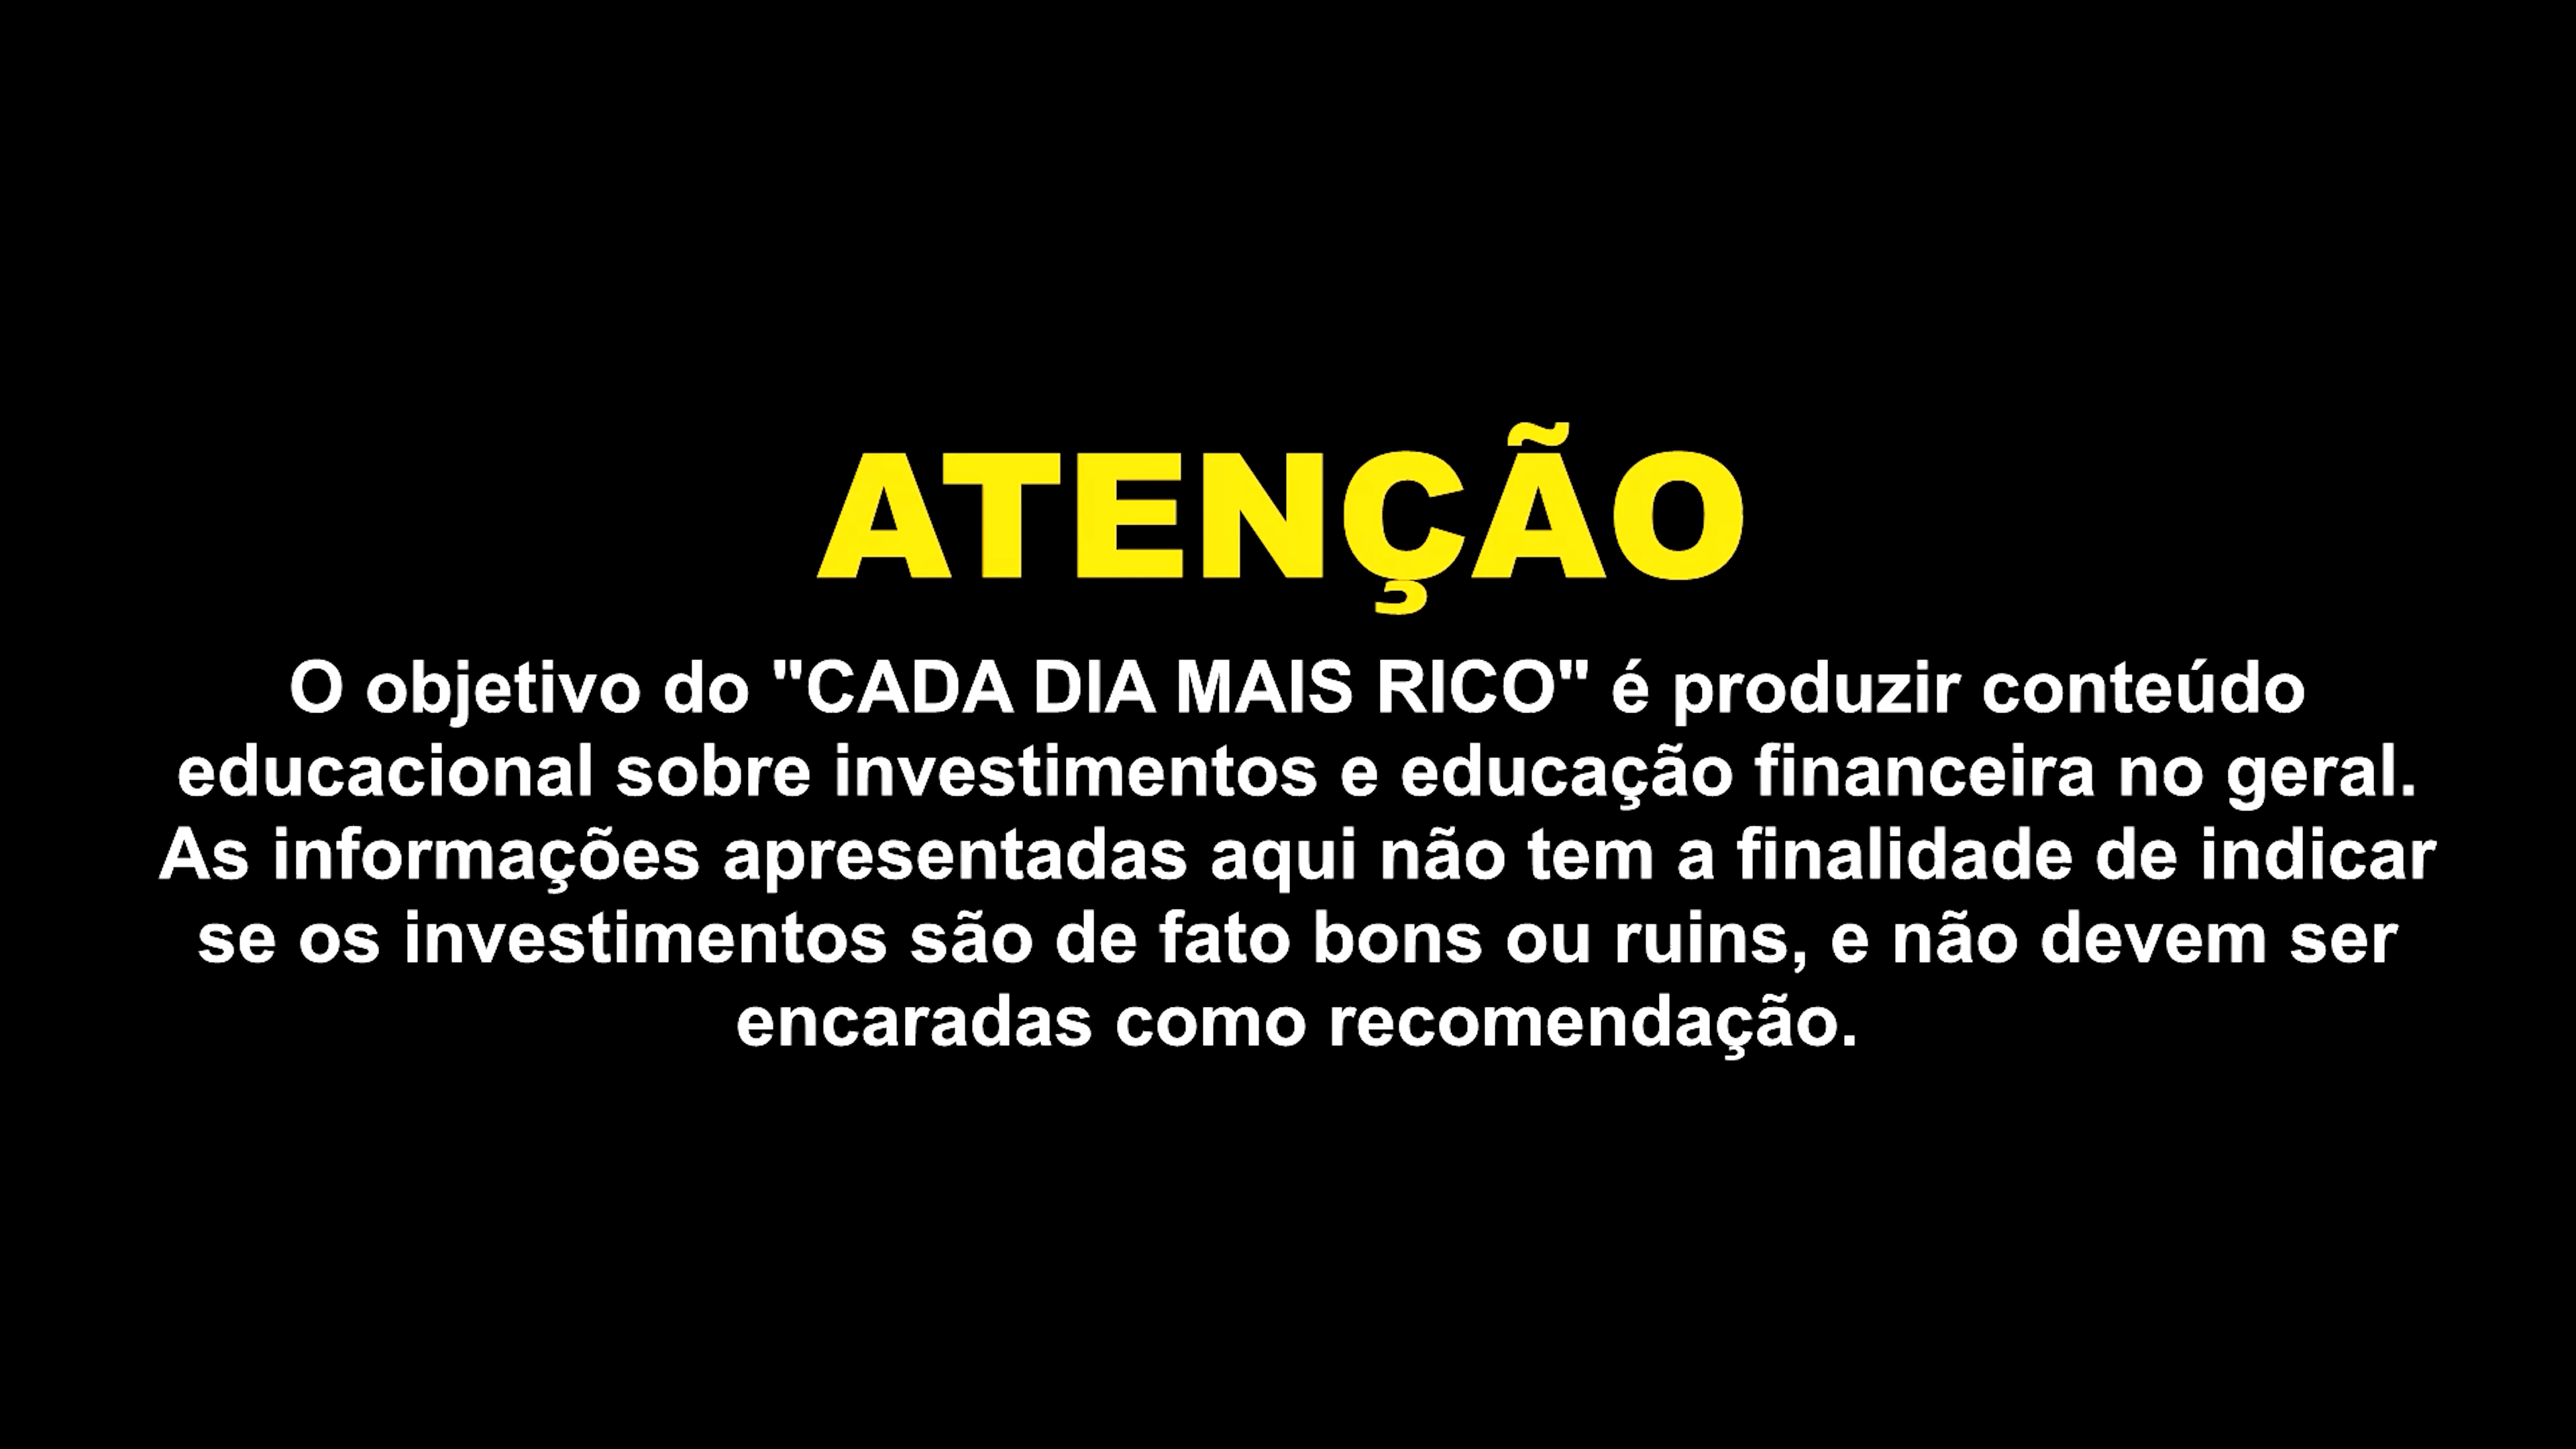 ATENÇÃO
O objetivo do "CADA DIA MAIS RICO" é produzir conteúdo
educacional sobre investimentos e educação financeira no geral.
As informações apresentadas aqui não tem a finalidade de indicar
se os investimentos são de fato bons ou ruins, e não devem ser
encaradas como recomendação.